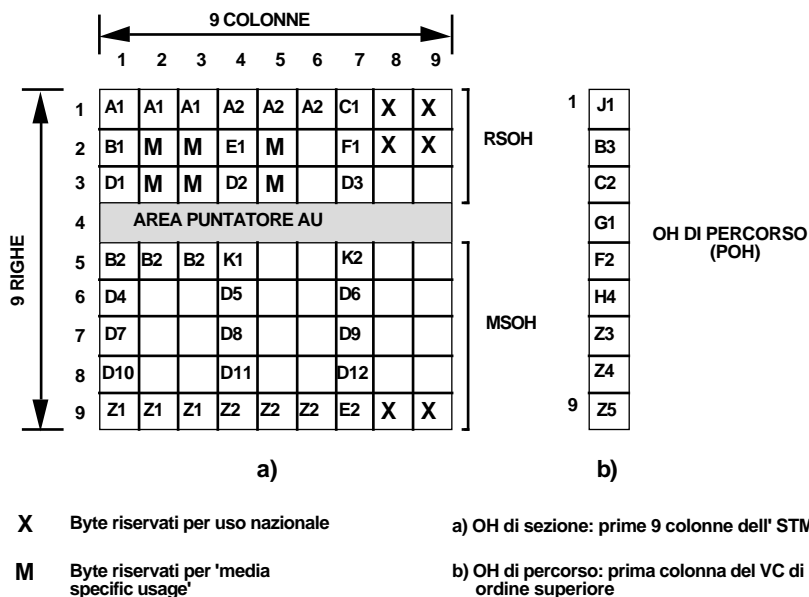 9 COLONNE
1 2 3 4 5 6 7 8 9
1 A1 A1 A1 A2 A2 A2 C1 X X
2 B1 M M E1 M F1 X X
3 D1 M M D2 M D3
RSOH
4 AREA PUNTATORE AU
5 B2 B2 B2 K1 K2
6 D4 D5 D6
7 D7 D8 D9
8 D10 D11 D12
9 Z1 Z1 Z1 Z2 Z2 Z2 E2 X X
MSOH
9 RIGHE
a)
1 J1
B3
C2
G1
F2
H4
Z3
Z4
9 Z5
OH DI PERCORSO
(POH)
b)
X Byte riservati per uso nazionale
M Byte riservati per 'media
specific usage'
a) OH di sezione: prime 9 colonne dell' STM
b) OH di percorso: prima colonna del VC di
ordine superiore